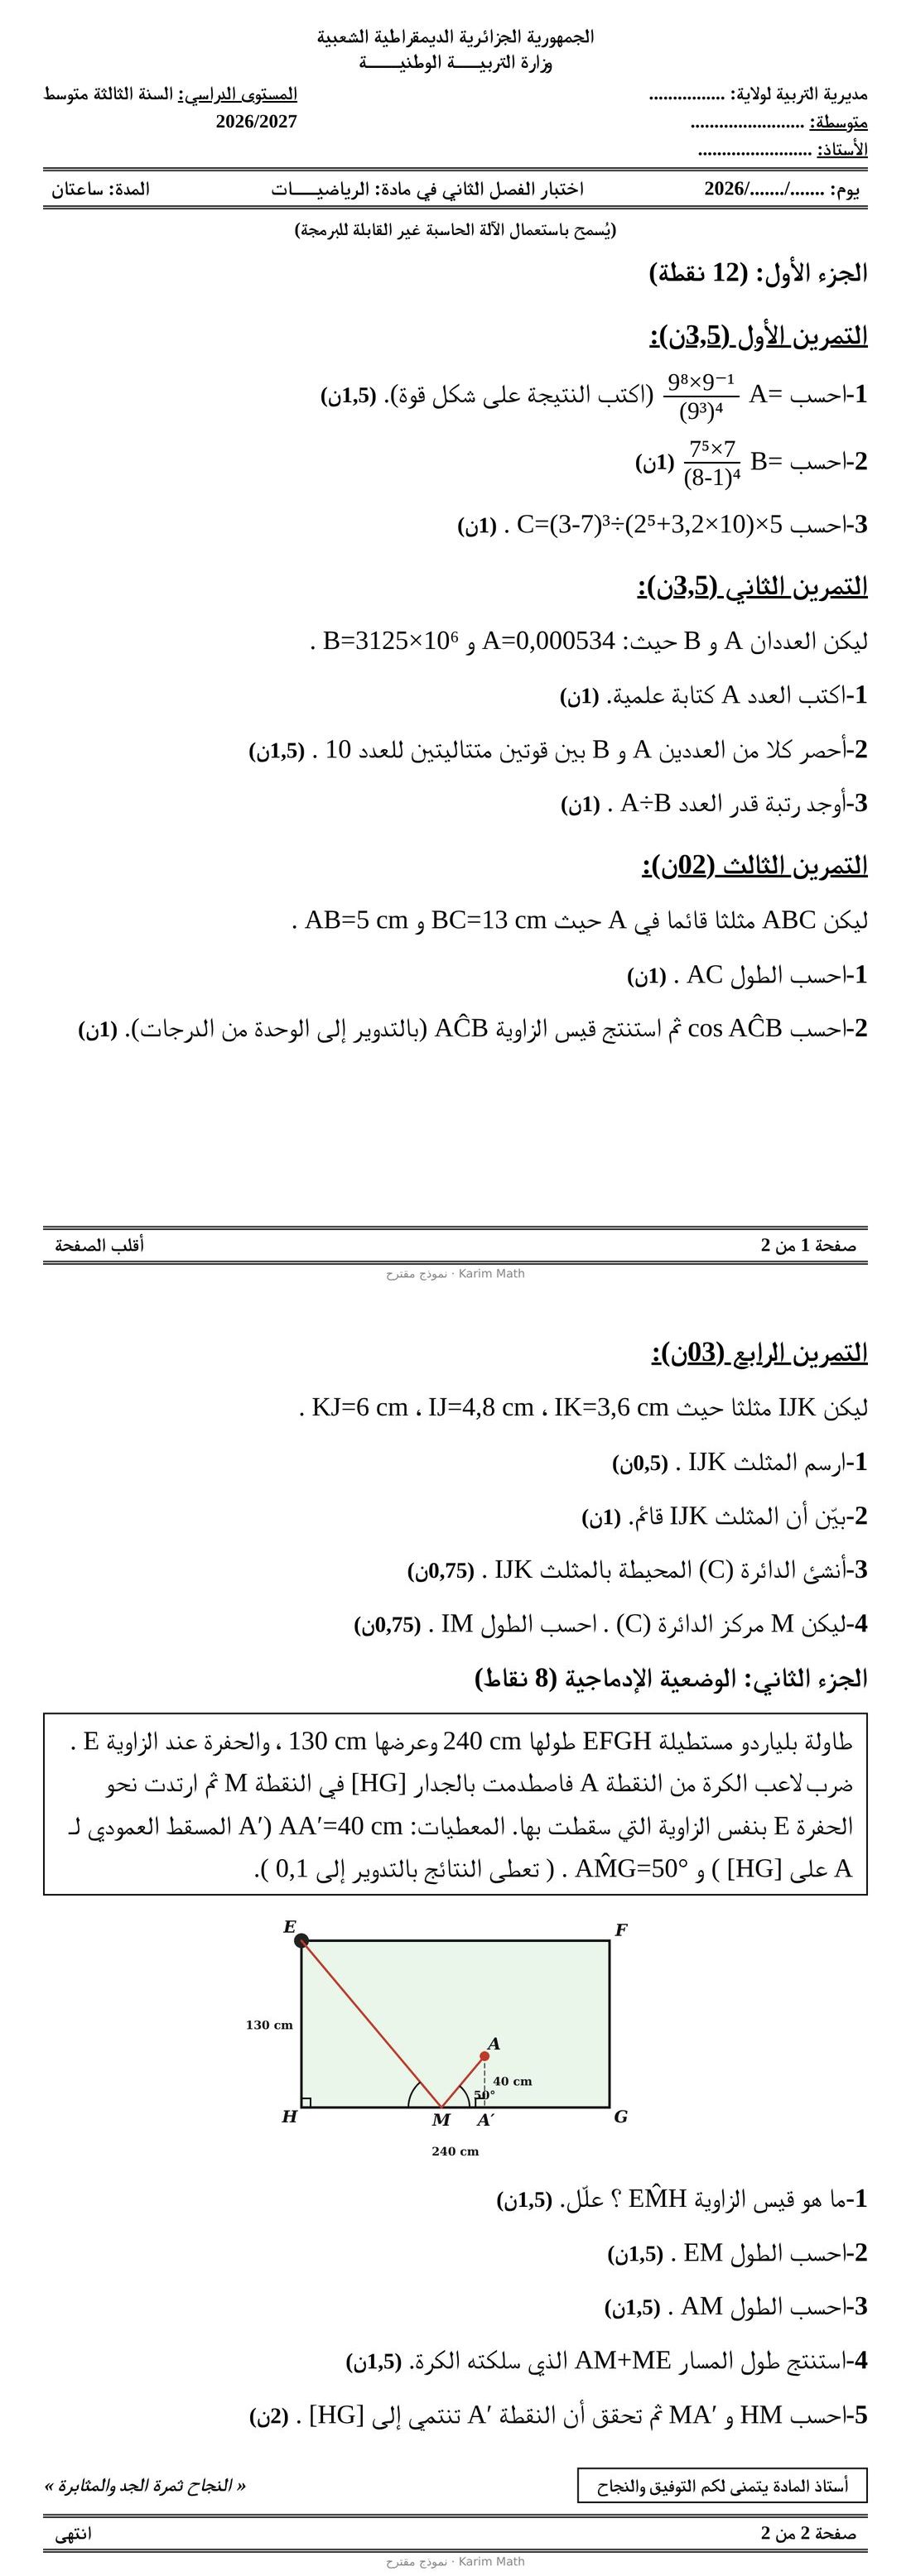 الجمهورية الجزائرية الديمقراطية الشعبية
وزارة التربيـــــة الوطنيــــــة
مديرية التربية لولاية: ................
المستوى الدراسي: السنة الثالثة متوسط
متوسطة: ........................
2026/2027
الأستاذ: ........................
يوم: ......./......./2026
اختبار الفصل الثاني في مادة: الرياضيـــــات
المدة: ساعتان
(يُسمح باستعمال الآلة الحاسبة غير القابلة للبرمجة)
الجزء الأول: (12 نقطة)
التمرين الأول (3,5ن):
1-احسب A= (9⁸×9⁻¹)/((9³)⁴) (اكتب النتيجة على شكل قوة). (1,5ن)
2-احسب B= (7⁵×7)/((8-1)⁴) (1ن)
3-احسب C=(3-7)³÷(2⁵+3,2×10)×5 . (1ن)
التمرين الثاني (3,5ن):
ليكن العددان A و B حيث: A=0,000534 و B=3125×10⁶ .
1-اكتب العدد A كتابة علمية. (1ن)
2-أحصر كلا من العددين A و B بين قوتين متتاليتين للعدد 10 . (1,5ن)
3-أوجد رتبة قدر العدد A÷B . (1ن)
التمرين الثالث (02ن):
ليكن ABC مثلثا قائما في A حيث BC=13 cm و AB=5 cm .
1-احسب الطول AC . (1ن)
2-احسب cos AĈB ثم استنتج قيس الزاوية AĈB (بالتدوير إلى الوحدة من الدرجات). (1ن)
صفحة 1 من 2
أقلب الصفحة
Karim Math · نموذج مقترح
التمرين الرابع (03ن):
ليكن IJK مثلثا حيث KJ=6 cm ، IJ=4,8 cm ، IK=3,6 cm .
1-ارسم المثلث IJK . (0,5ن)
2-بيّن أن المثلث IJK قائم. (1ن)
3-أنشئ الدائرة (C) المحيطة بالمثلث IJK . (0,75ن)
4-ليكن M مركز الدائرة (C) . احسب الطول IM . (0,75ن)
الجزء الثاني: الوضعية الإدماجية (8 نقاط)
طاولة بلياردو مستطيلة EFGH طولها 240 cm وعرضها 130 cm ، والحفرة عند الزاوية E .
ضرب لاعب الكرة من النقطة A فاصطدمت بالجدار [HG] في النقطة M ثم ارتدت نحو
الحفرة E بنفس الزاوية التي سقطت بها. المعطيات: AA′=40 cm (A′ المسقط العمودي لـ
A على [HG] ) و AM̂G=50° . ( تعطى النتائج بالتدوير إلى 0,1 ).
E
F
130 cm
A
40 cm
50°
H
M
A′
G
240 cm
1-ما هو قيس الزاوية EM̂H ؟ علّل. (1,5ن)
2-احسب الطول EM . (1,5ن)
3-احسب الطول AM . (1,5ن)
4-استنتج طول المسار AM+ME الذي سلكته الكرة. (1,5ن)
5-احسب HM و MA′ ثم تحقق أن النقطة A′ تنتمي إلى [HG] . (2ن)
أستاذ المادة يتمنى لكم التوفيق والنجاح
« النجاح ثمرة الجد والمثابرة »
صفحة 2 من 2
انتهى
Karim Math · نموذج مقترح